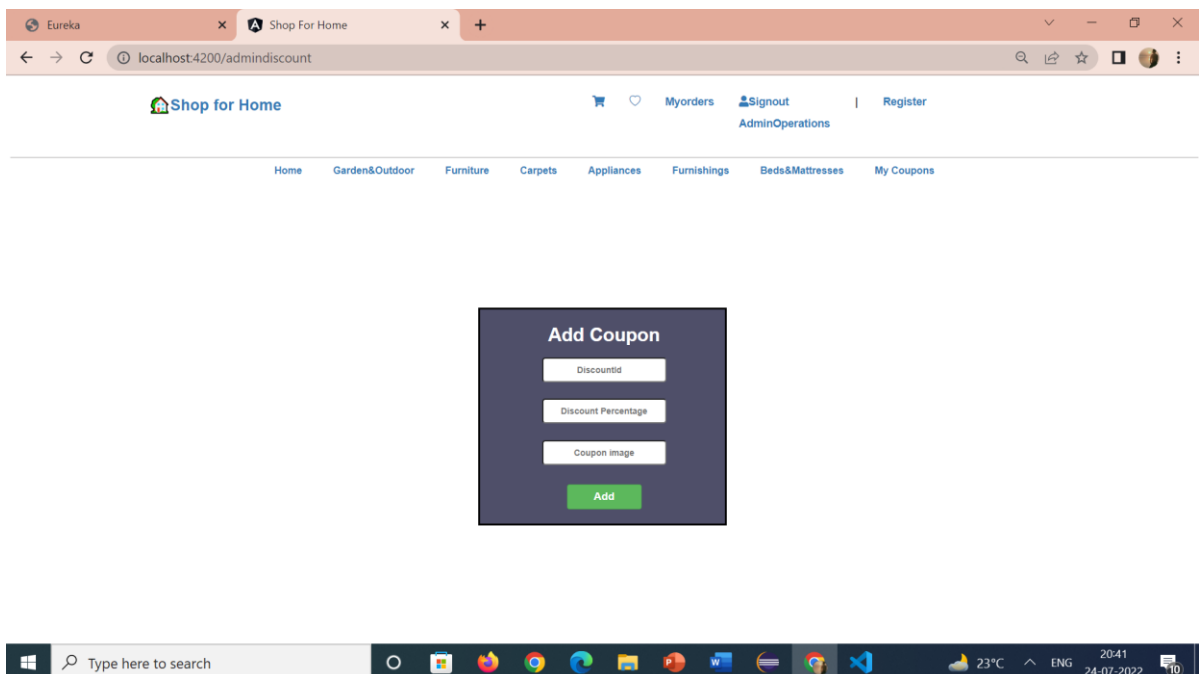 Eureka
Shop For Home
localhost:4200/admindiscount
Shop for Home
Myorders
Signout
|
Register
AdminOperations
Home Garden&Outdoor Furniture Carpets Appliances Furnishings Beds&Mattresses My Coupons
Add Coupon
DiscountId
Discount Percentage
Coupon image
Add
Type here to search
23°C
ENG
20:41
24-07-2022
10